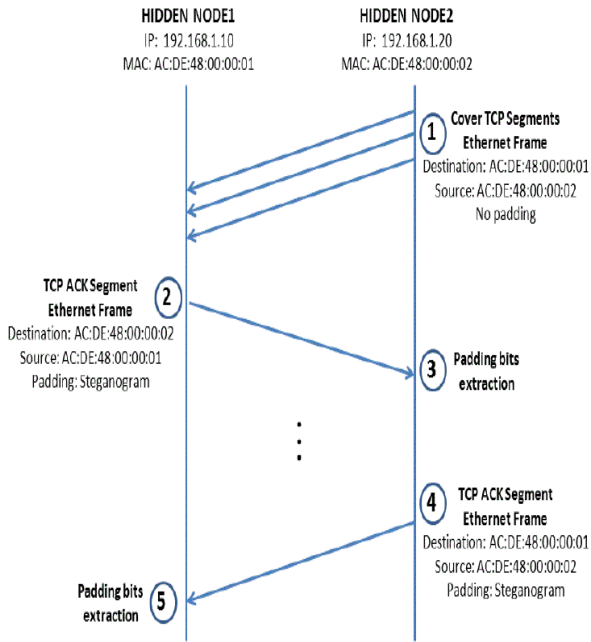 HIDDEN NODE1
IP: 192.168.1.10
MAC: AC:DE:48:00:00:01
HIDDEN NODE2
IP: 192.168.1.20
MAC: AC:DE:48:00:00:02
1
Cover TCP Segments
Ethernet Frame
Destination: AC:DE:48:00:00:01
Source: AC:DE:48:00:00:02
No padding
TCP ACK Segment
Ethernet Frame
2
Destination: AC:DE:48:00:00:02
Source: AC:DE:48:00:00:01
Padding: Steganogram
3
Padding bits
extraction
4
TCP ACK Segment
Ethernet Frame
Destination: AC:DE:48:00:00:01
Source: AC:DE:48:00:00:02
Padding: Steganogram
Padding bits
extraction
5